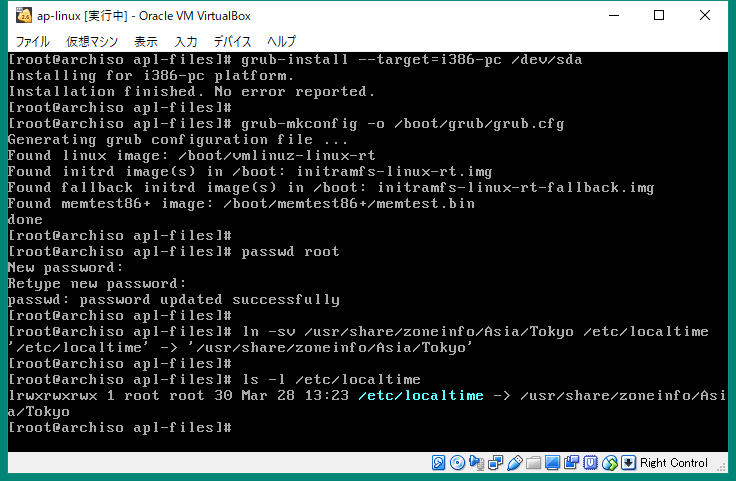 ap-linux [実行中] - Oracle VM VirtualBox
ファイル 仮想マシン 表示 入力 デバイス ヘルプ
[root@archiso apl-files]# grub-install --target=i386-pc /dev/sda
Installing for i386-pc platform.
Installation finished. No error reported.
[root@archiso apl-files]#
[root@archiso apl-files]# grub-mkconfig -o /boot/grub/grub.cfg
Generating grub configuration file ...
Found linux image: /boot/vmlinuz-linux-rt
Found initrd image(s) in /boot: initramfs-linux-rt.img
Found fallback initrd image(s) in /boot: initramfs-linux-rt-fallback.img
Found memtest86+ image: /boot/memtest86+/memtest.bin
done
[root@archiso apl-files]#
[root@archiso apl-files]# passwd root
New password:
Retype new password:
passwd: password updated successfully
[root@archiso apl-files]#
[root@archiso apl-files]# ln -sv /usr/share/zoneinfo/Asia/Tokyo /etc/localtime
'/etc/localtime' -> '/usr/share/zoneinfo/Asia/Tokyo'
[root@archiso apl-files]#
[root@archiso apl-files]# ls -l /etc/localtime
lrwxrwxrwx 1 root root 30 Mar 28 13:23 /etc/localtime -> /usr/share/zoneinfo/Asi
a/Tokyo
[root@archiso apl-files]#
Right Control